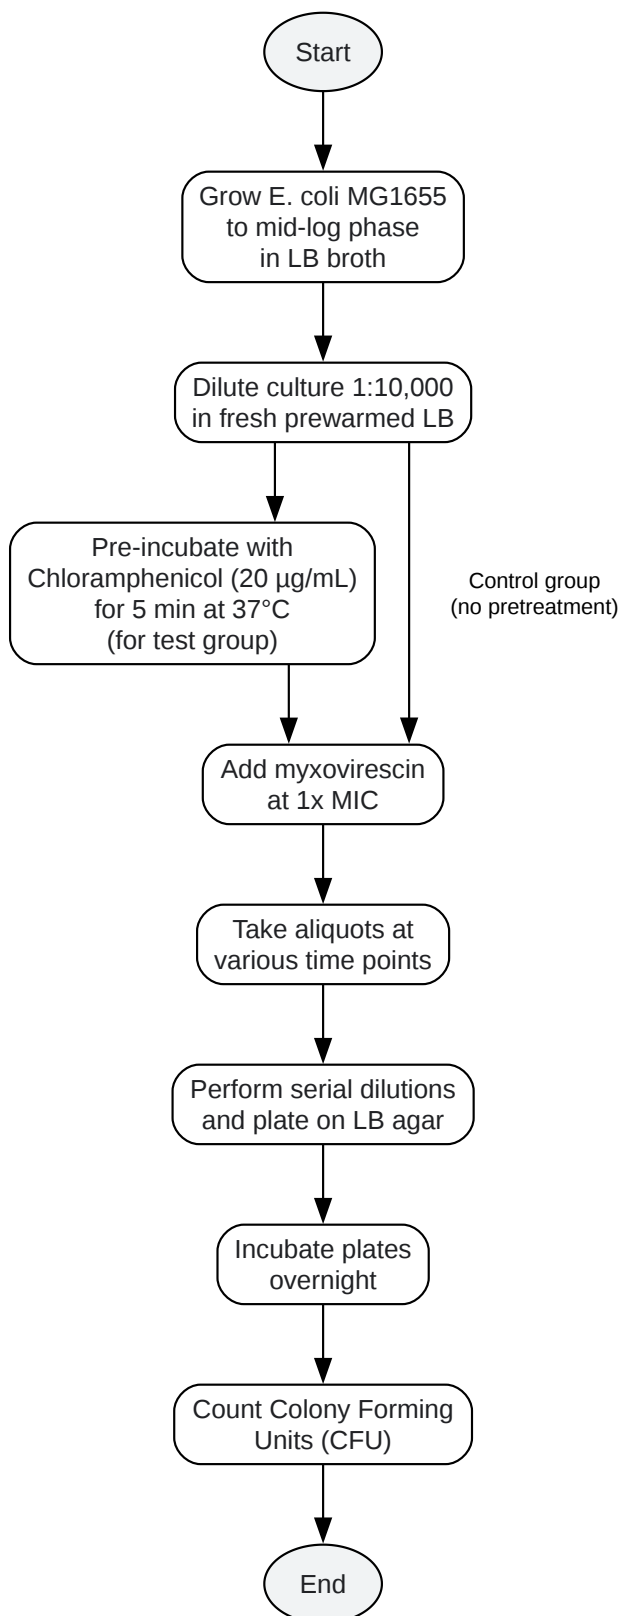 Start
Grow E. coli MG1655
to mid-log phase
in LB broth
Dilute culture 1:10,000
in fresh prewarmed LB
Pre-incubate with
Chloramphenicol (20 µg/mL)
for 5 min at 37°C
(for test group)
Control group
(no pretreatment)
Add myxovirescin
at 1x MIC
Take aliquots at
various time points
Perform serial dilutions
and plate on LB agar
Incubate plates
overnight
Count Colony Forming
Units (CFU)
End